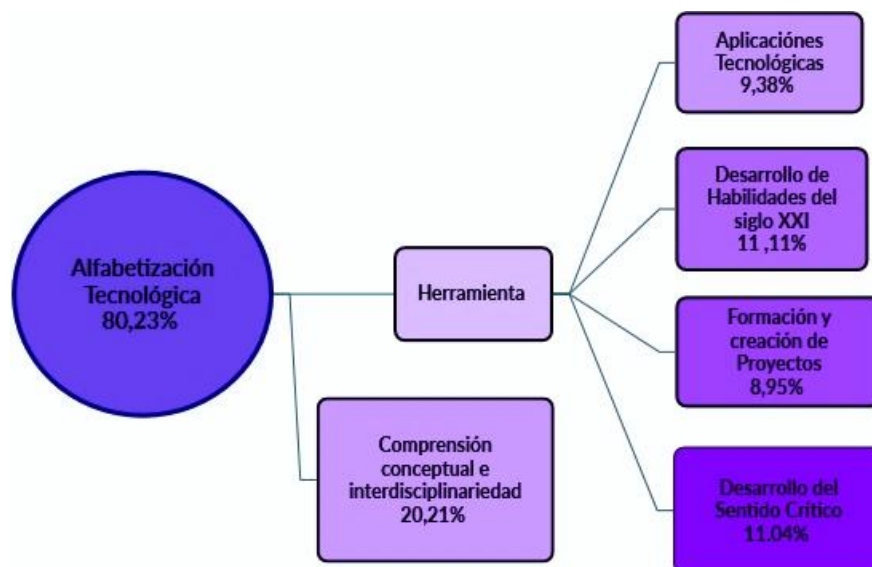 Alfabetización
Tecnológica
80,23%
Herramienta
Comprensión
conceptual e
interdisciplinariedad
20,21%
Aplicaciónes
Tecnológicas
9,38%
Desarrollo de
Habilidades del
siglo XXI
11 ,11%
Formación y
creación de
Proyectos
8,95%
Desarrollo del
Sentido Crítico
11.04%